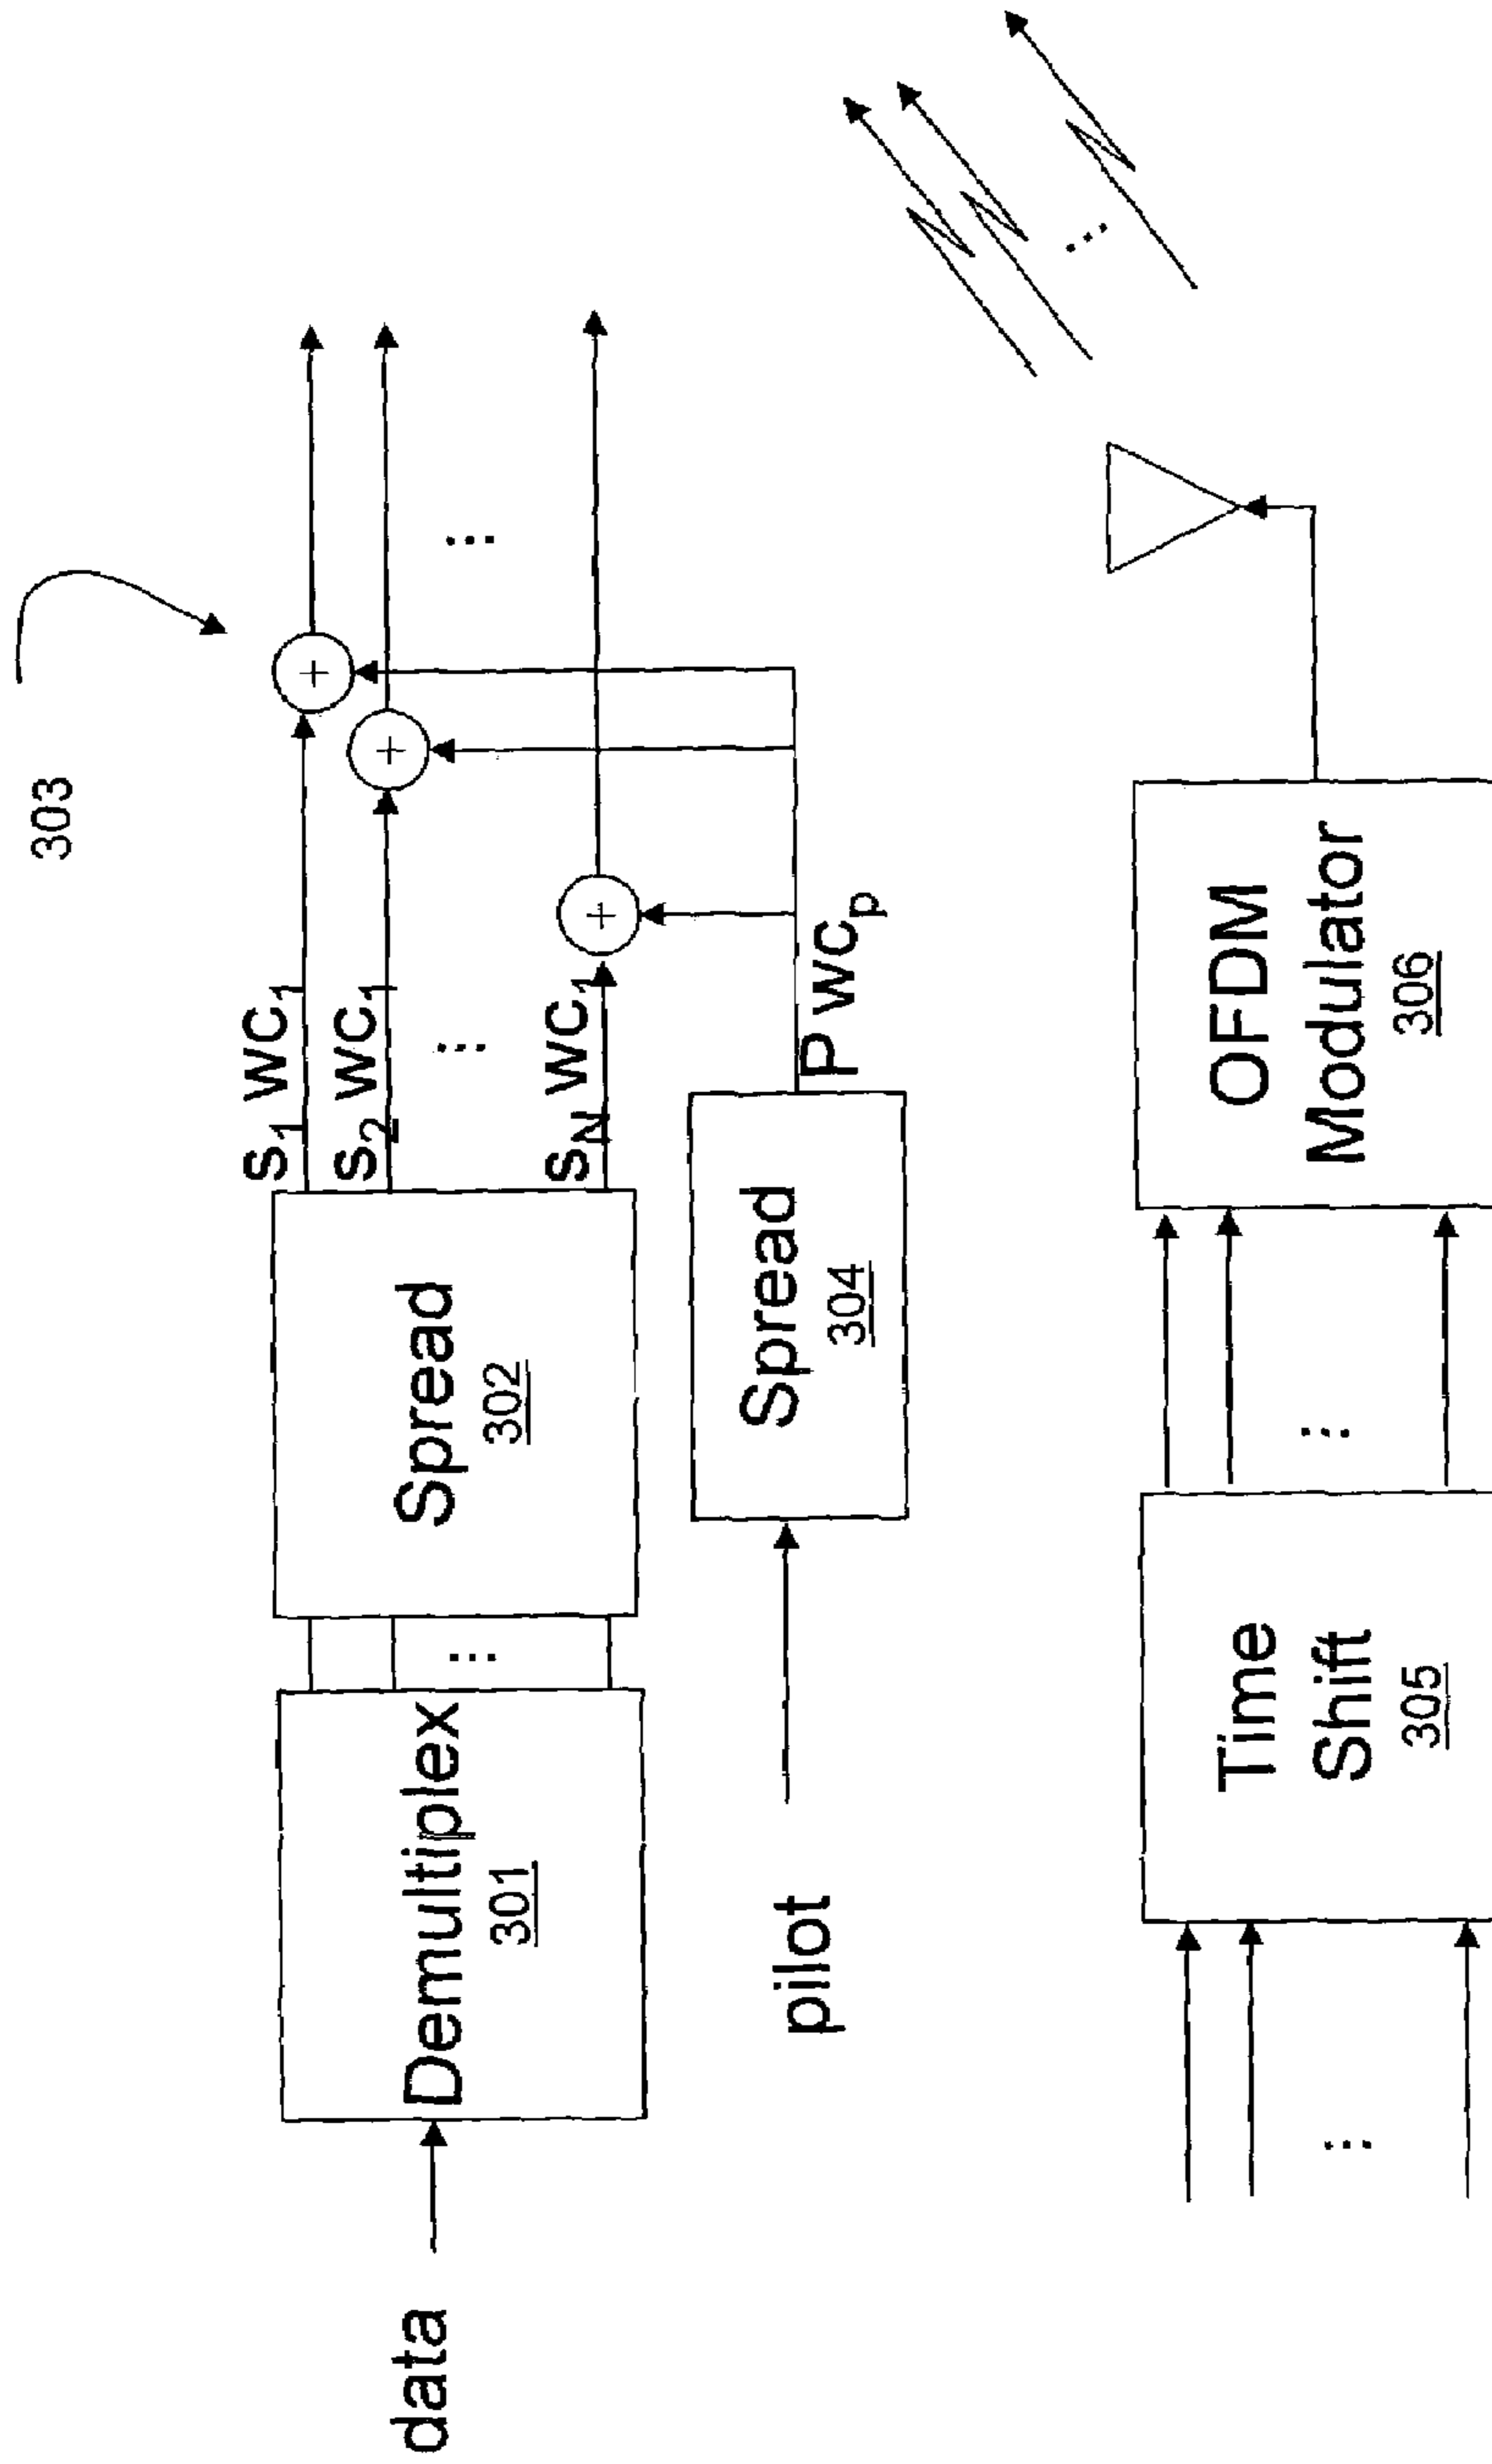 303
s1 wc1
s2 wc1
sN wc1
data
Demultiplex
301
Spread
302
pilot
Spread
304
P wcp
Time
Shift
305
OFDM
Modulator
306